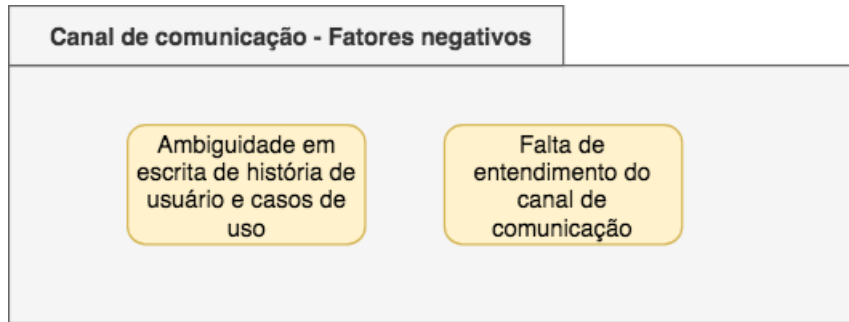 Canal de comunicação - Fatores negativos
Ambiguidade em
escrita de história de
usuário e casos de
uso
Falta de
entendimento do
canal de
comunicação